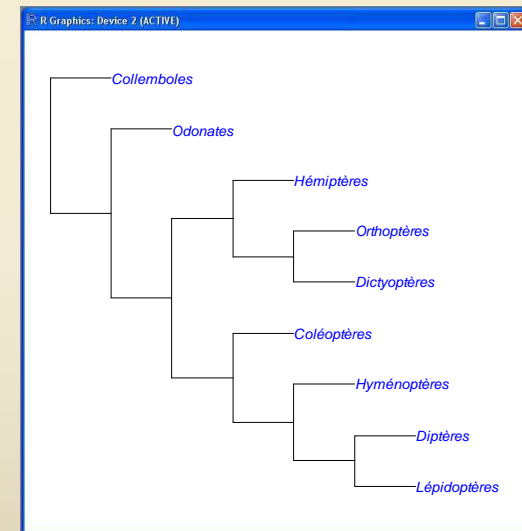 R Graphics: Device 2 (ACTIVE)
Collemboles
Odonates
Hémiptères
Orthoptères
Dictyoptères
Coléoptères
Hyménoptères
Diptères
Lépidoptères